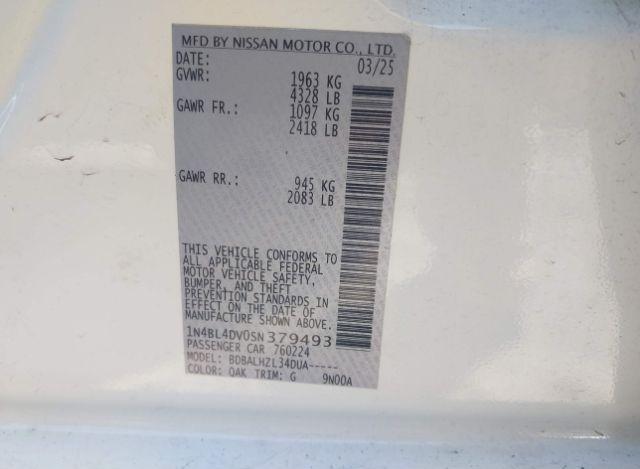 MFD BY NISSAN MOTOR CO., LTD.
DATE: 03/25
GVWR: 1963 KG
4328 LB
GAWR FR.: 1097 KG
2418 LB
GAWR RR.: 945 KG
2083 LB
THIS VEHICLE CONFORMS TO
ALL APPLICABLE FEDERAL
MOTOR VEHICLE SAFETY,
BUMPER, AND THEFT
PREVENTION STANDARDS IN
EFFECT ON THE DATE OF
MANUFACTURE SHOWN ABOVE.
1N4BL4DV0SN379493
PASSENGER CAR 760224
MODEL: BDBALHZL34DUA-----
COLOR: OAK TRIM: G 9N00A